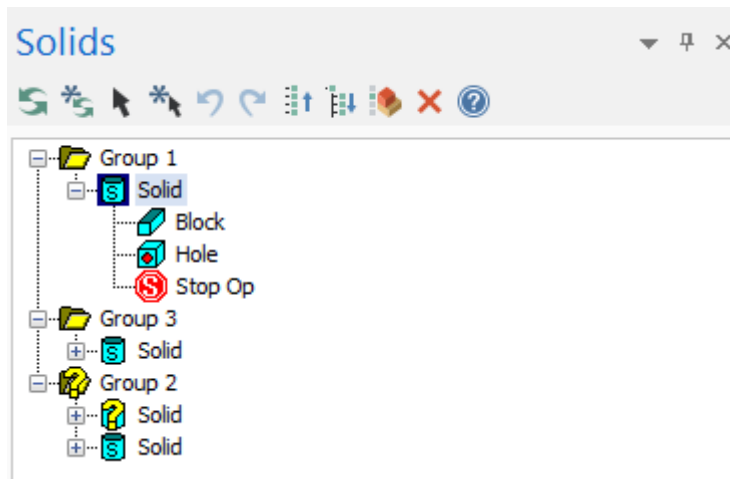 Solids
Group 1
Solid
Block
Hole
Stop Op
Group 3
Solid
Group 2
Solid
Solid